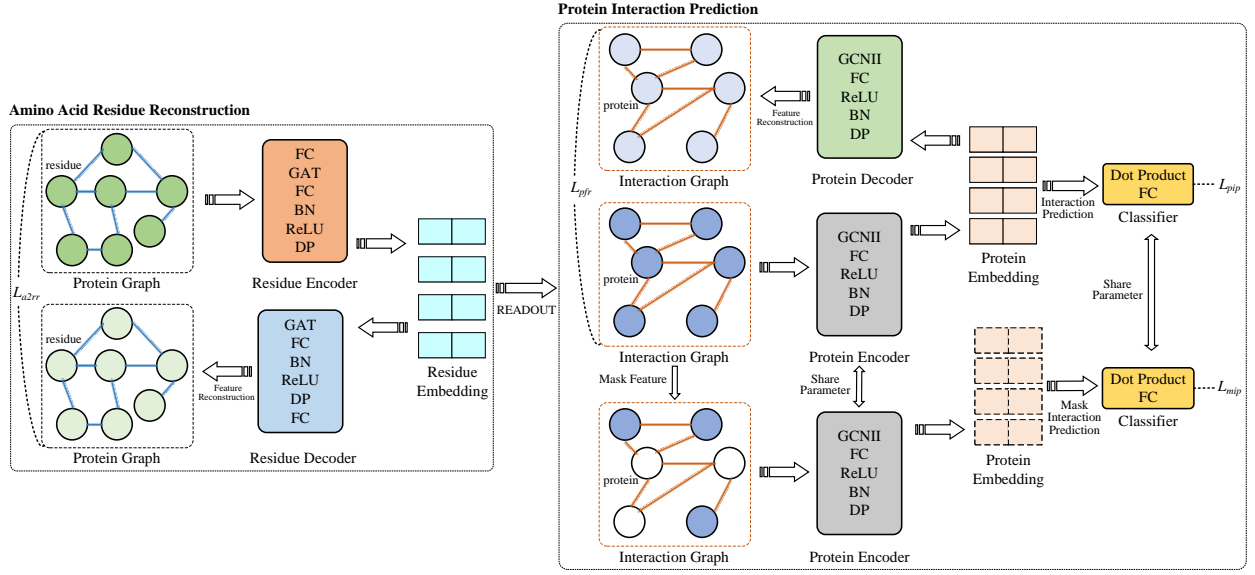 Protein Interaction Prediction
Amino Acid Residue Reconstruction
residue
Protein Graph
L_a2rr
FC
GAT
FC
BN
ReLU
DP
Residue Encoder
residue
Protein Graph
Feature
Reconstruction
GAT
FC
BN
ReLU
DP
FC
Residue Decoder
Residue
Embedding
READOUT
L_pfr
protein
Interaction Graph
Feature
Reconstruction
GCNII
FC
ReLU
BN
DP
Protein Decoder
protein
Interaction Graph
GCNII
FC
ReLU
BN
DP
Protein Encoder
Protein
Embedding
Interaction
Prediction
Dot Product
FC
Classifier
L_pip
Mask Feature
Share
Parameter
Share
Parameter
protein
Interaction Graph
GCNII
FC
ReLU
BN
DP
Protein Encoder
Protein
Embedding
Mask
Interaction
Prediction
Dot Product
FC
Classifier
L_mip